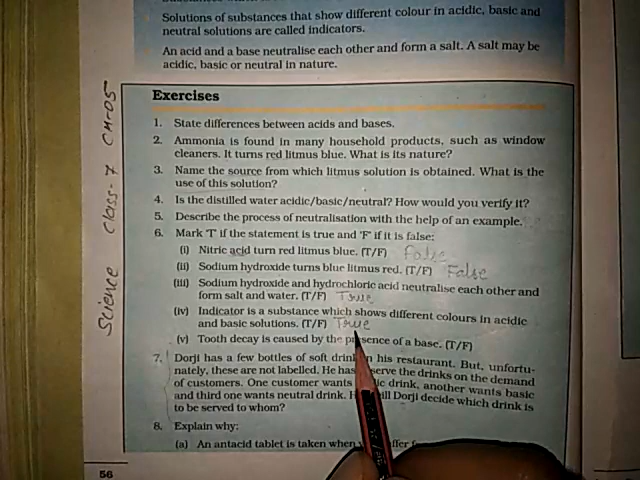 Solutions of substances that show different colour in acidic, basic and
neutral solutions are called indicators.
An acid and a base neutralise each other and form a salt. A salt may be
acidic, basic or neutral in nature.
Exercises
1. State differences between acids and bases.
2. Ammonia is found in many household products, such as window
cleaners. It turns red litmus blue. What is its nature?
3. Name the source from which litmus solution is obtained. What is the
use of this solution?
4. Is the distilled water acidic/basic/neutral? How would you verify it?
5. Describe the process of neutralisation with the help of an example.
6. Mark 'T' if the statement is true and 'F' if it is false:
(i) Nitric acid turn red litmus blue. (T/F) False
(ii) Sodium hydroxide turns blue litmus red. (T/F) False
(iii) Sodium hydroxide and hydrochloric acid neutralise each other and
form salt and water. (T/F) True
(iv) Indicator is a substance which shows different colours in acidic
and basic solutions. (T/F) True
(v) Tooth decay is caused by the presence of a base. (T/F)
7. Dorji has a few bottles of soft drink his restaurant. But, unfortu-
nately, these are not labelled. He has serve the drinks on the demand
of customers. One customer wants drink, another wants basic
and third one wants neutral drink. will Dorji decide which drink is
to be served to whom?
8. Explain why:
(a) An antacid tablet is taken when
56
Science Class-7 CH-05